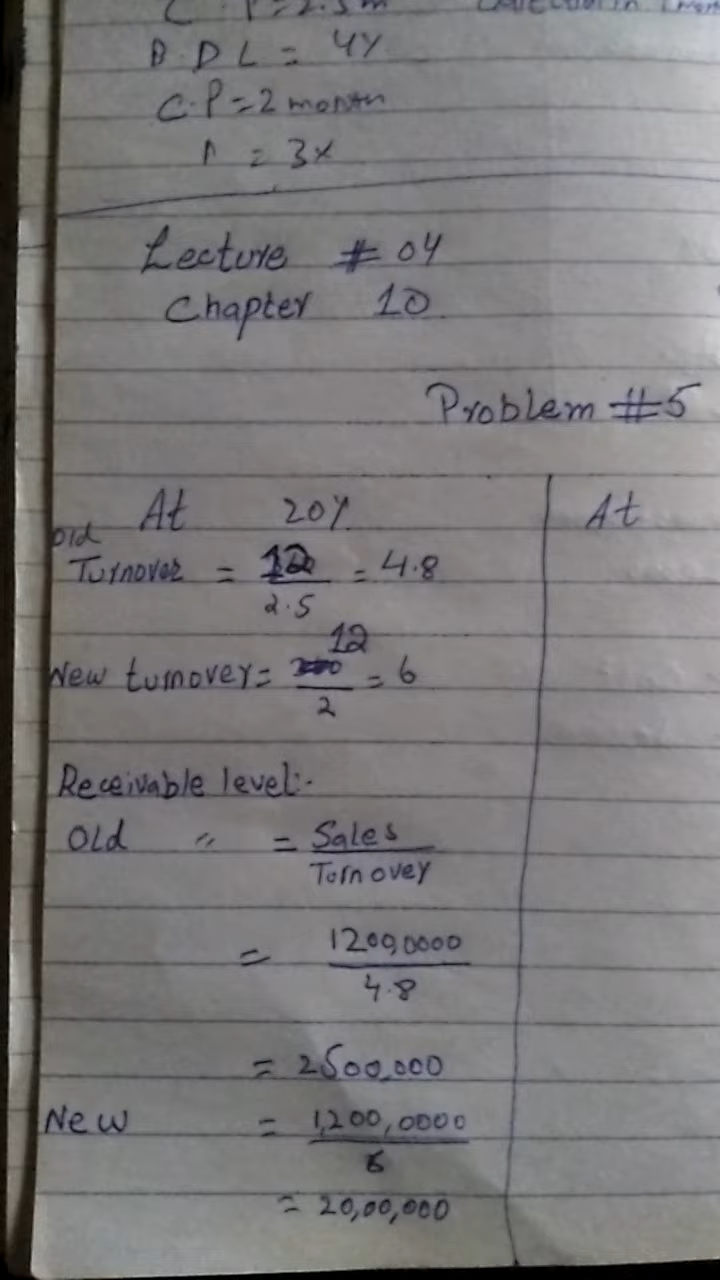 C.P = 2.5m
B.D L = 4%
C.P = 2 month
= 3%
Lecture # 04
Chapter 10
Problem #5
At 20%
At
Old
Turnover = 12/2.5 = 4.8
New turnover = 12/2 = 6
Receivable level:-
Old " = Sales/Turnover
= 1200,0000/4.8
= 2500,000
New = 1,200,0000/6
= 20,00,000